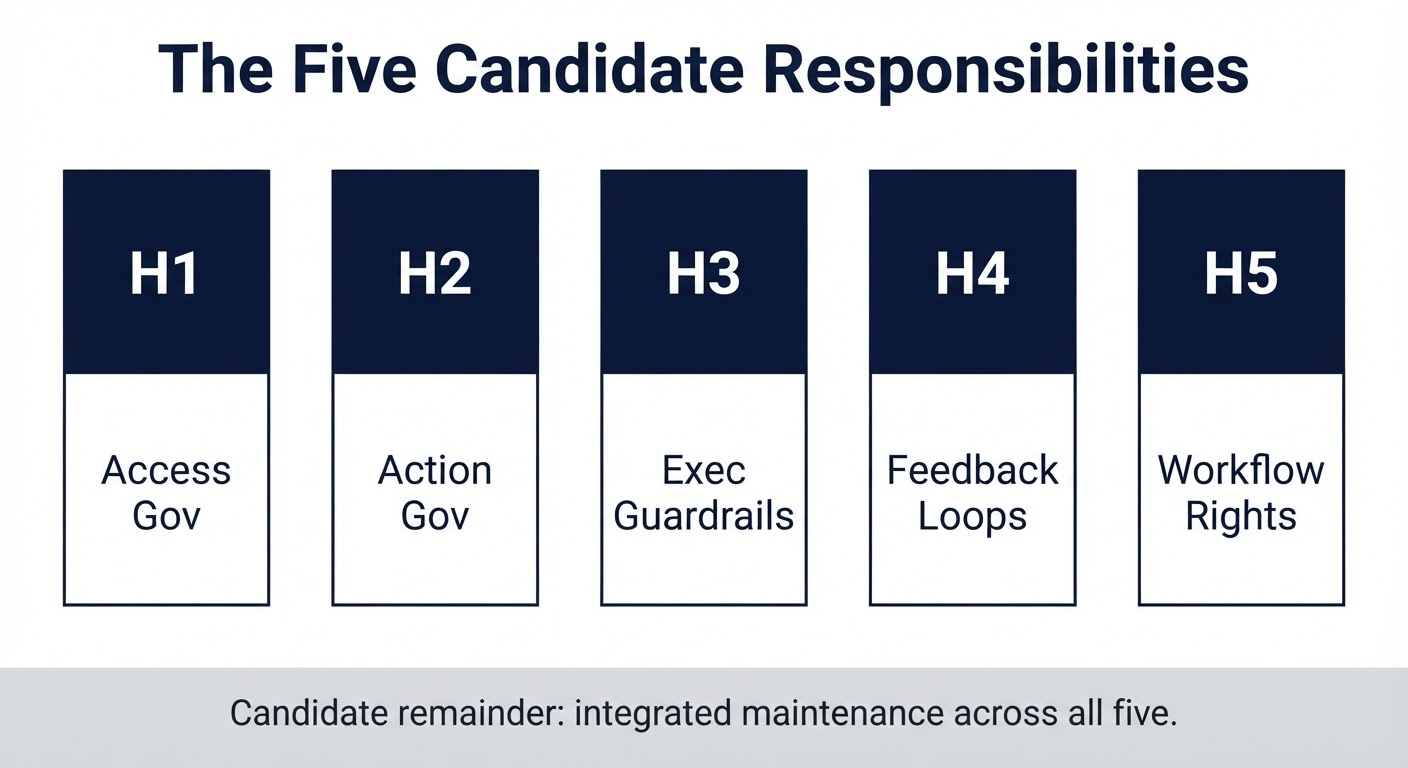 The Five Candidate Responsibilities
H1
Access
Gov
H2
Action
Gov
H3
Exec
Guardrails
H4
Feedback
Loops
H5
Workflow
Rights
Candidate remainder: integrated maintenance across all five.